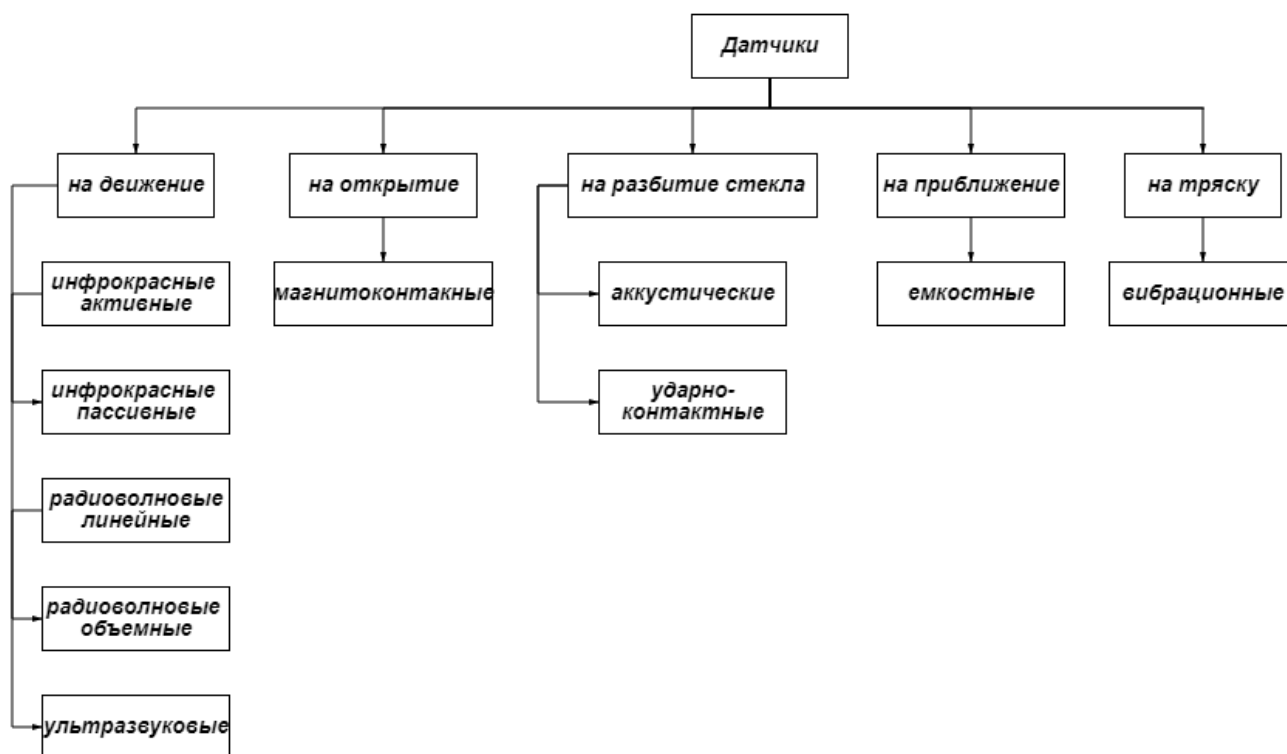 Датчики
на движение
на открытие
на разбитие стекла
на приближение
на тряску
инфрокрасные
активные
магнитоконтакные
аккустические
емкостные
вибрационные
инфрокрасные
пассивные
ударно-
контактные
радиоволновые
линейные
радиоволновые
объемные
ультразвуковые